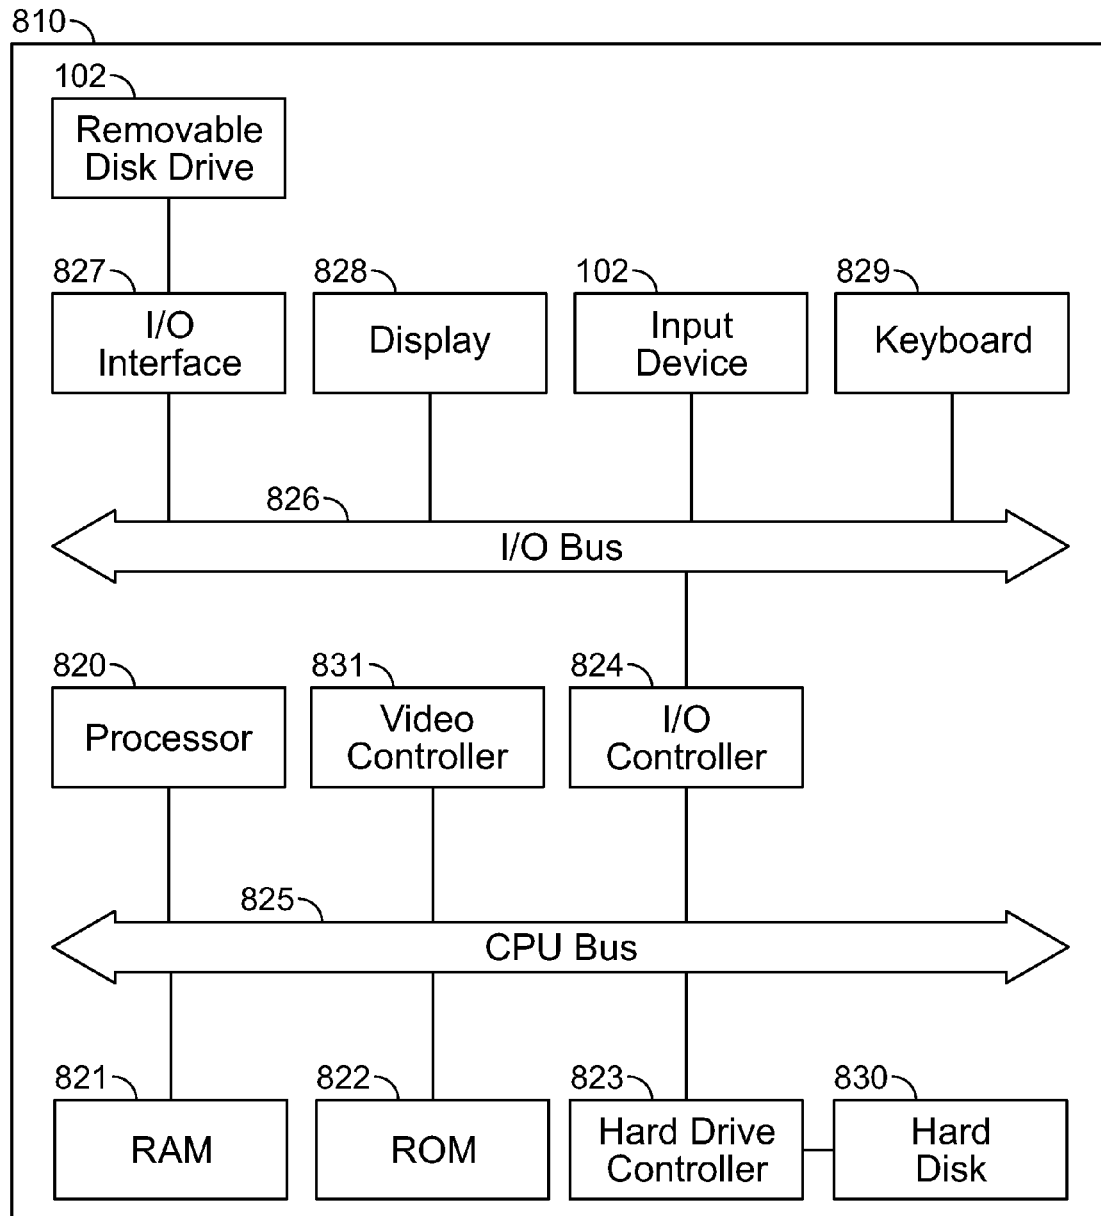 810
102
Removable
Disk Drive
827
828
102
829
I/O
Interface
Display
Input
Device
Keyboard
826
I/O Bus
820
831
824
Processor
Video
Controller
I/O
Controller
825
CPU Bus
821
822
823
830
RAM
ROM
Hard Drive
Controller
Hard
Disk